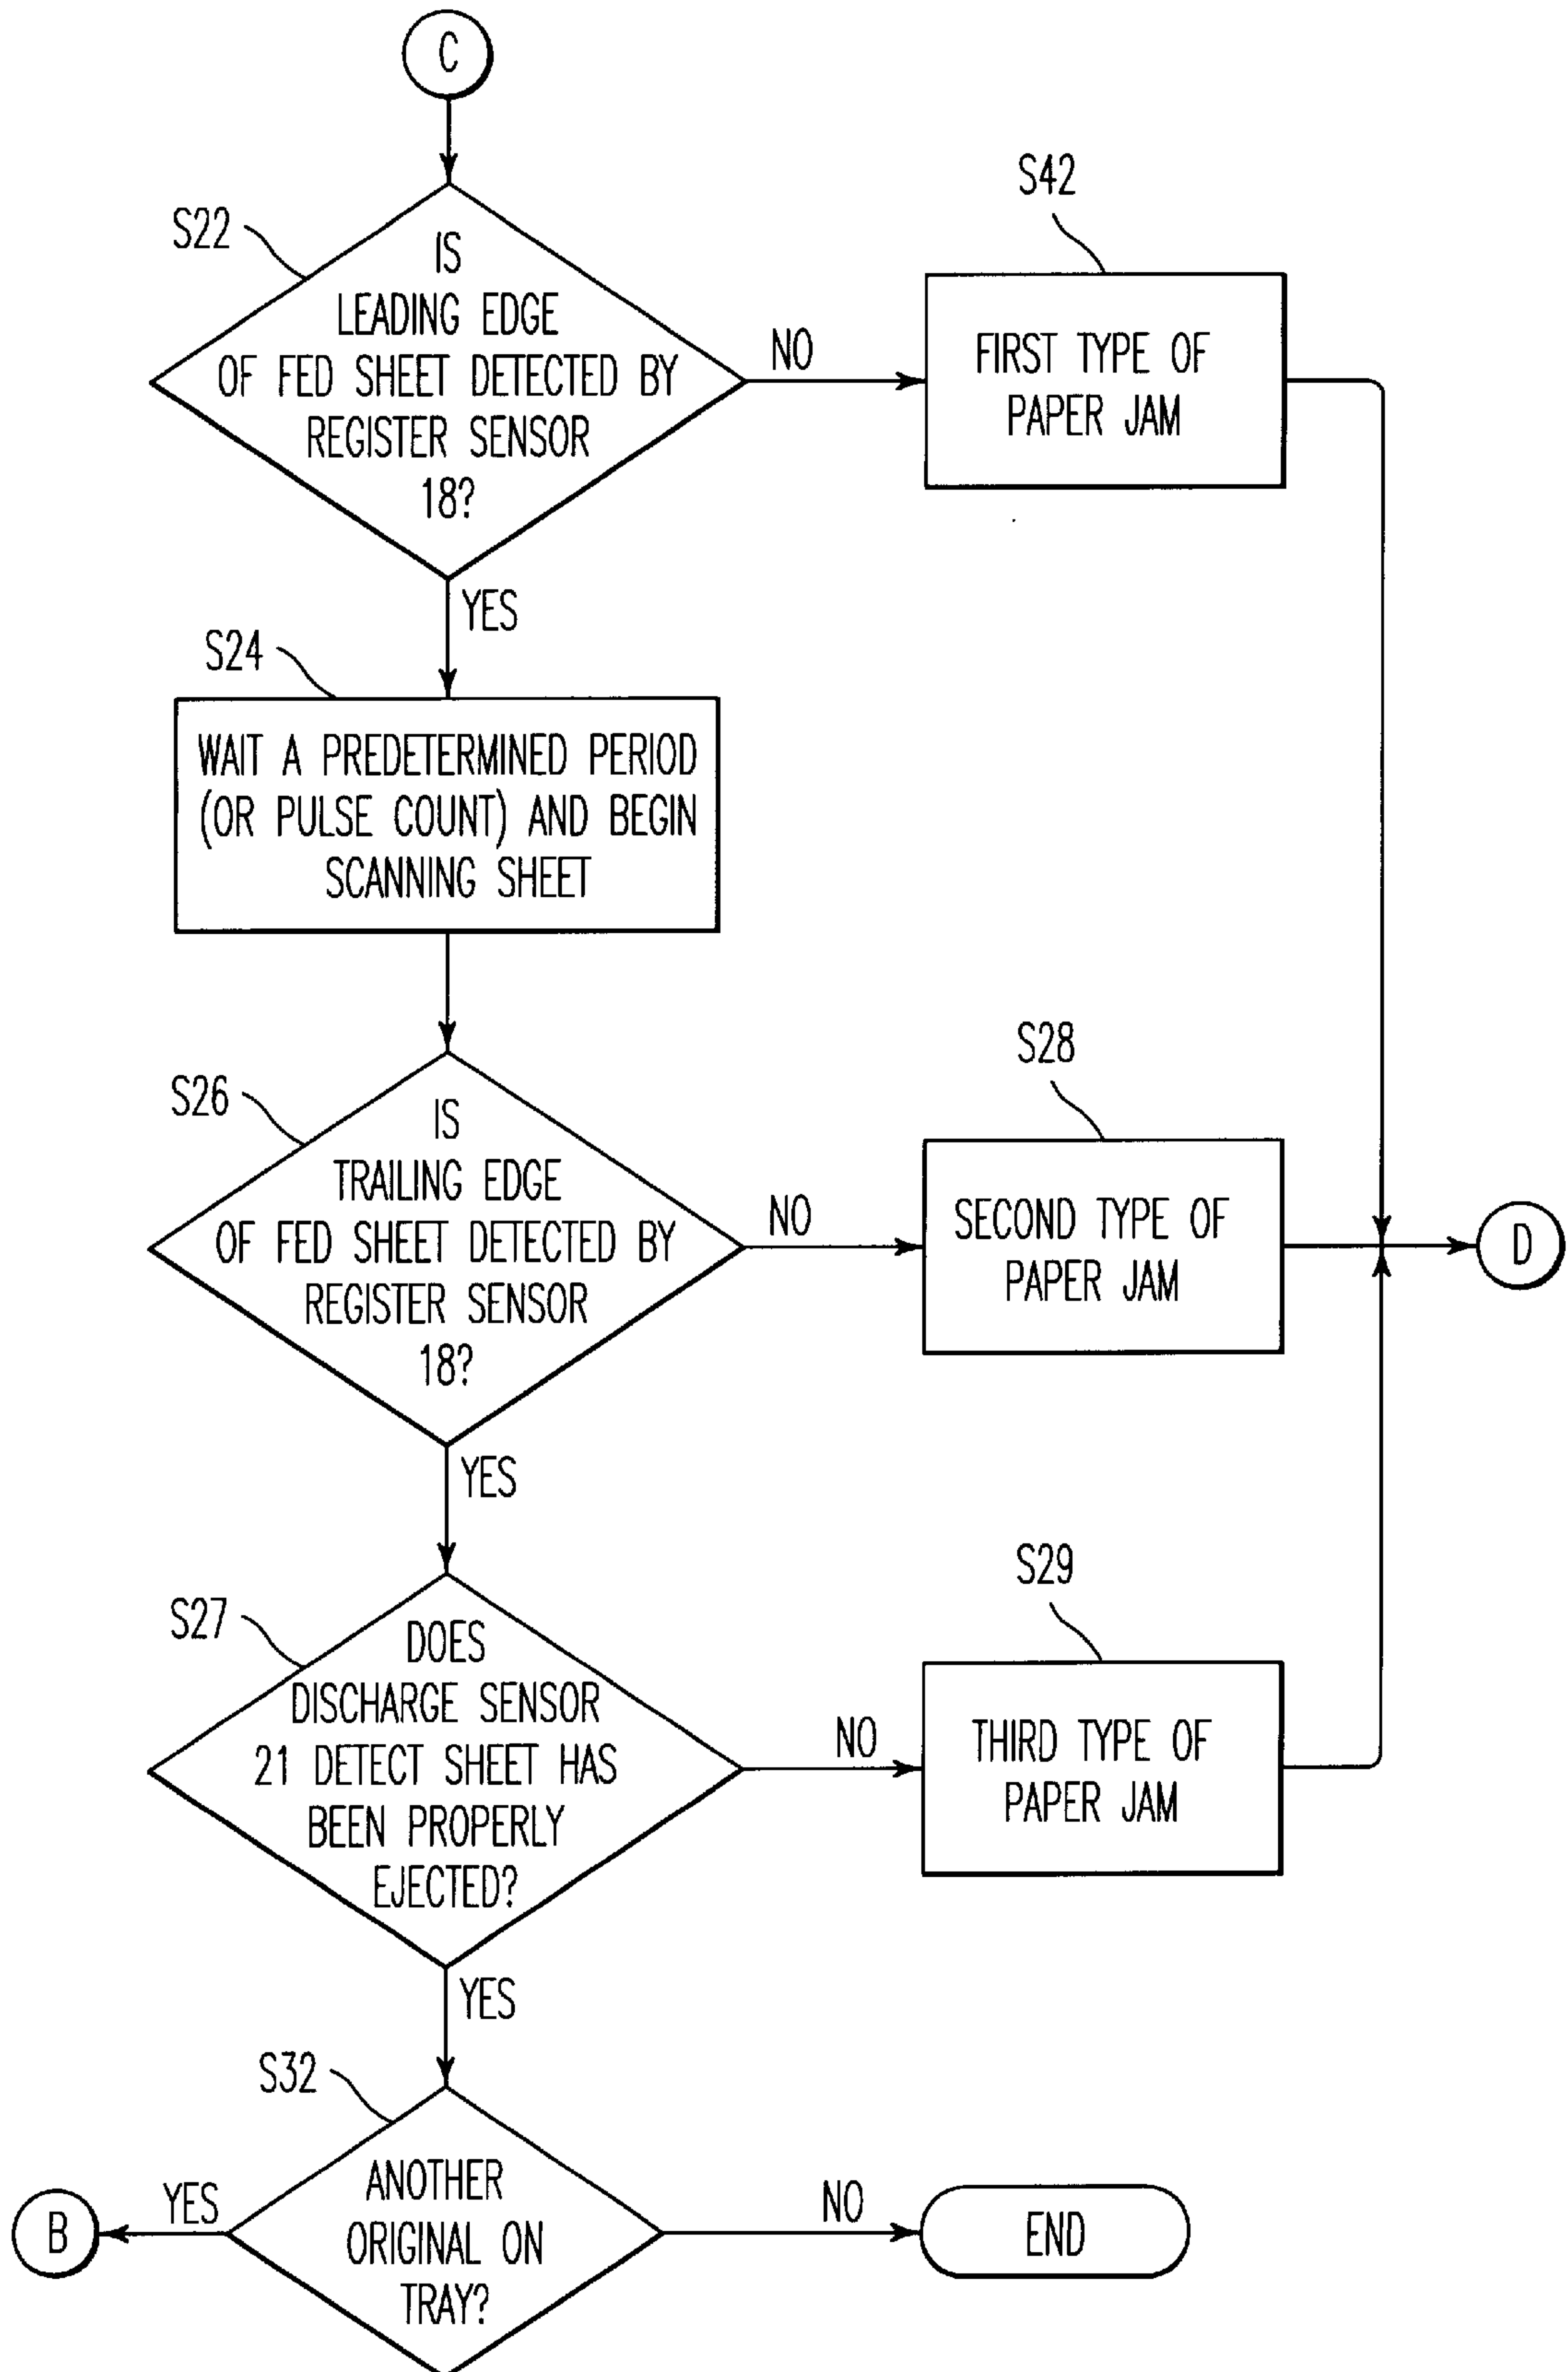 C
S22
IS
LEADING EDGE
OF FED SHEET DETECTED BY
REGISTER SENSOR
18?
NO
S42
FIRST TYPE OF
PAPER JAM
YES
S24
WAIT A PREDETERMINED PERIOD
(OR PULSE COUNT) AND BEGIN
SCANNING SHEET
S26
IS
TRAILING EDGE
OF FED SHEET DETECTED BY
REGISTER SENSOR
18?
NO
S28
SECOND TYPE OF
PAPER JAM
D
YES
S27
DOES
DISCHARGE SENSOR
21 DETECT SHEET HAS
BEEN PROPERLY
EJECTED?
NO
S29
THIRD TYPE OF
PAPER JAM
YES
S32
ANOTHER
ORIGINAL ON
TRAY?
YES
B
NO
END